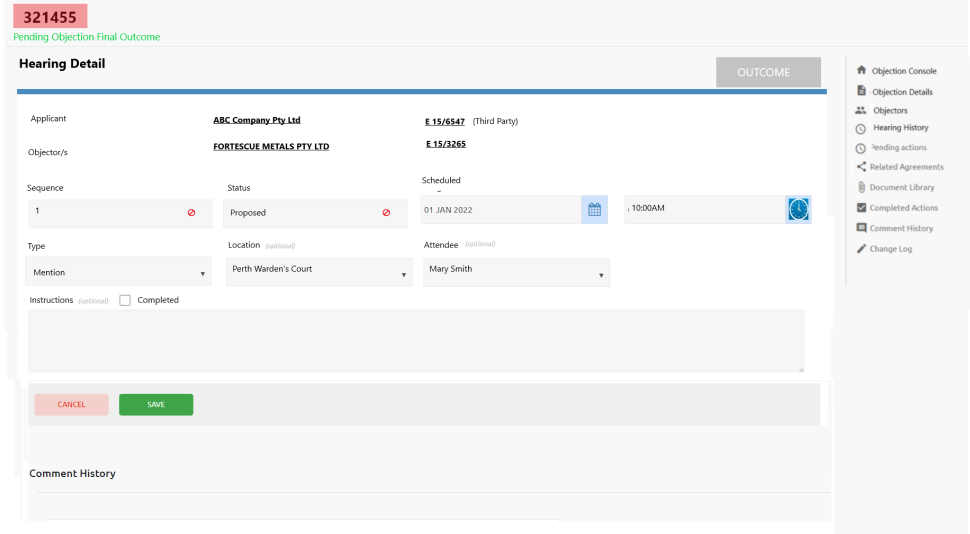 321455
Pending Objection Final Outcome
Hearing Detail
OUTCOME
Applicant
ABC Company Pty Ltd
E 15/6547 (Third Party)
Objector/s
FORTESCUE METALS PTY LTD
E 15/3265
Sequence
Status
Scheduled
1
Proposed
01 JAN 2022
10:00AM
Type
Location (optional)
Attendee (optional)
Mention
Perth Warden's Court
Mary Smith
Instructions (optional)
Completed
CANCEL
SAVE
Comment History
Objection Console
Objection Details
Objectors
Hearing History
Pending actions
Related Agreements
Document Library
Completed Actions
Comment History
Change Log